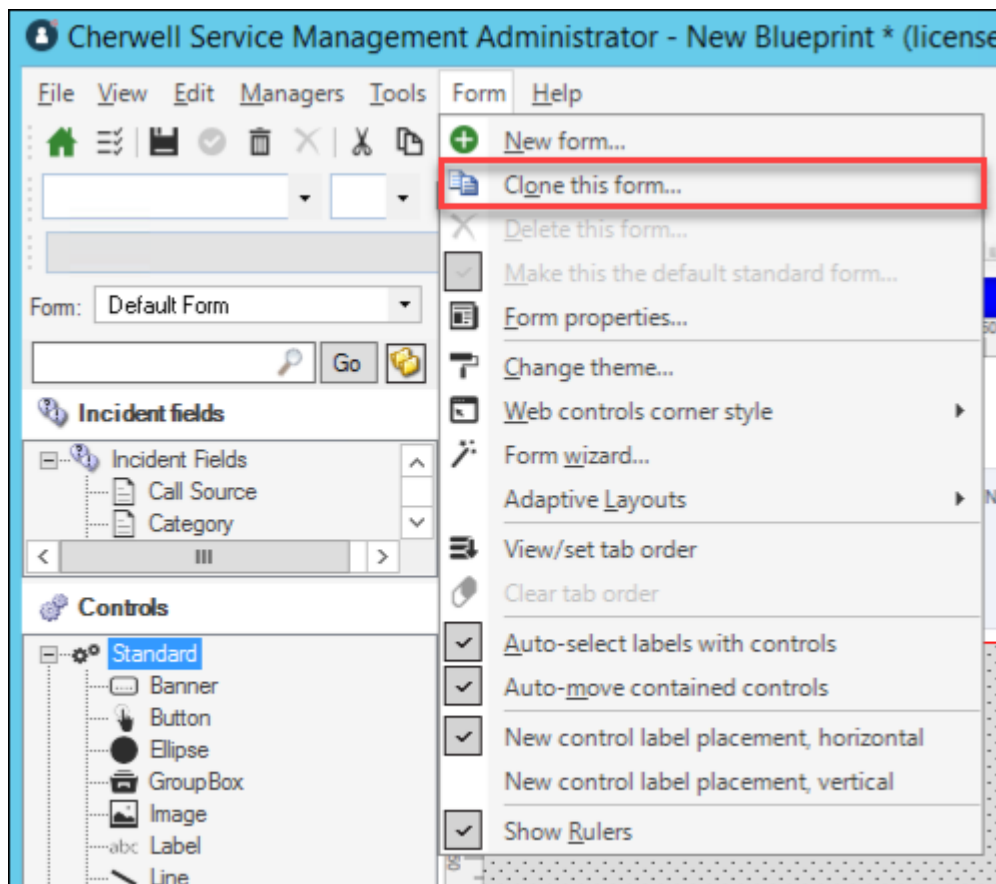 Cherwell Service Management Administrator - New Blueprint * (license
File View Edit Managers Tools Form Help
New form...
Clone this form...
Delete this form...
Make this the default standard form...
Form properties...
Change theme...
Web controls corner style
Form wizard...
Adaptive Layouts
View/set tab order
Clear tab order
Auto-select labels with controls
Auto-move contained controls
New control label placement, horizontal
New control label placement, vertical
Show Rulers
Form: Default Form
Go
Incident fields
Incident Fields
Call Source
Category
Controls
Standard
Banner
Button
Ellipse
GroupBox
Image
abc Label
Line